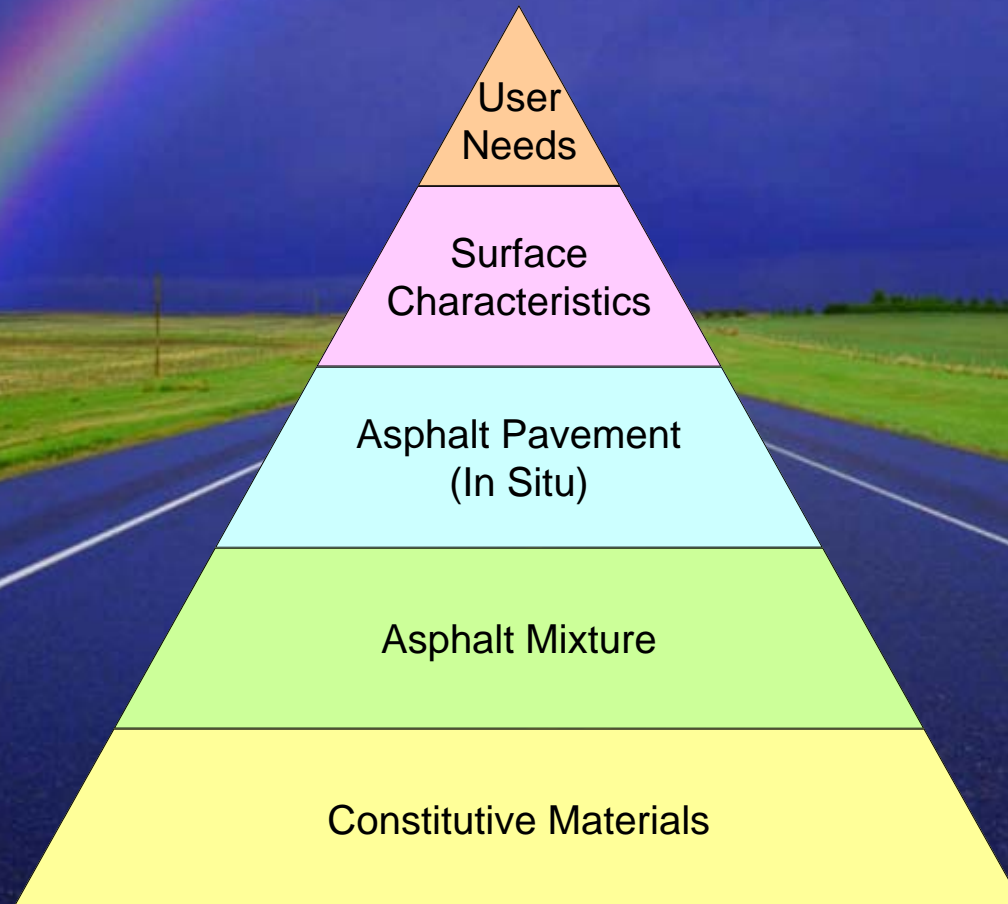 User
Needs
Surface
Characteristics
Asphalt Pavement
(In Situ)
Asphalt Mixture
Constitutive Materials